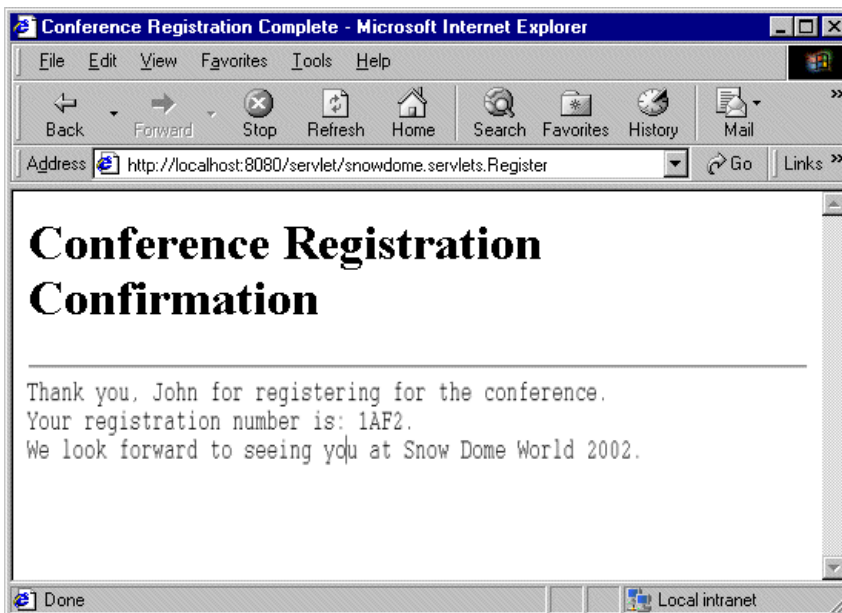 Conference Registration Complete - Microsoft Internet Explorer
File Edit View Favorites Tools Help
Back Forward Stop Refresh Home Search Favorites History Mail »
Address http://localhost:8080/servlet/snowdome.servlets.Register Go Links »
Conference Registration
Confirmation
Thank you, John for registering for the conference.
Your registration number is: 1AF2.
We look forward to seeing you at Snow Dome World 2002.
Done Local intranet